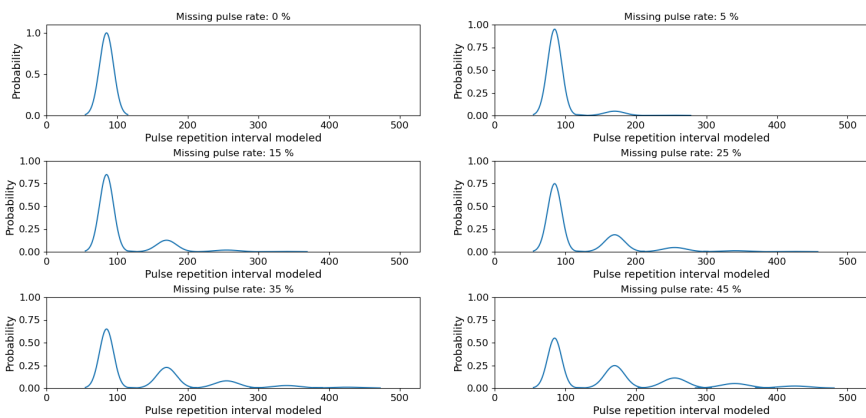 Missing pulse rate: 0 %
Probability
1.0
0.5
0.0
0 100 200 300 400 500
Pulse repetition interval modeled
Missing pulse rate: 5 %
Probability
1.0
0.5
0.0
0 100 200 300 400 500
Pulse repetition interval modeled
Missing pulse rate: 15 %
Probability
1.00
0.75
0.50
0.25
0.00
0 100 200 300 400 500
Pulse repetition interval modeled
Missing pulse rate: 25 %
Probability
1.00
0.75
0.50
0.25
0.00
0 100 200 300 400 500
Pulse repetition interval modeled
Missing pulse rate: 35 %
Probability
1.00
0.75
0.50
0.25
0.00
0 100 200 300 400 500
Pulse repetition interval modeled
Missing pulse rate: 45 %
Probability
1.00
0.75
0.50
0.25
0.00
0 100 200 300 400 500
Pulse repetition interval modeled